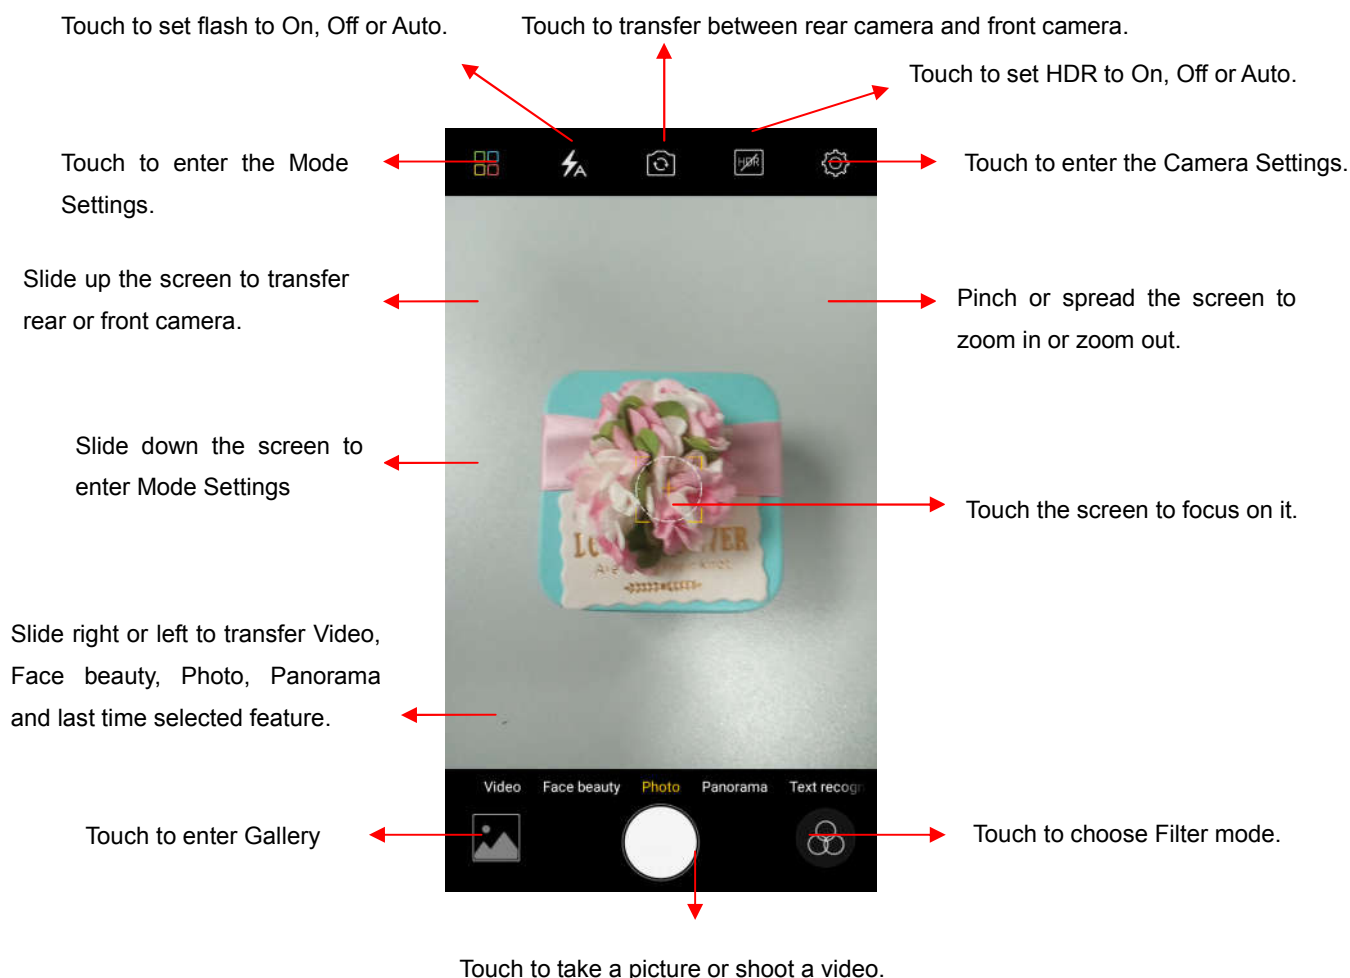 Touch to set flash to On, Off or Auto.
Touch to transfer between rear camera and front camera.
Touch to set HDR to On, Off or Auto.
Touch to enter the Mode
Settings.
A
HDR
Touch to enter the Camera Settings.
Slide up the screen to transfer
rear or front camera.
Pinch or spread the screen to
zoom in or zoom out.
Slide down the screen to
enter Mode Settings
Touch the screen to focus on it.
Slide right or left to transfer Video,
Face beauty, Photo, Panorama
and last time selected feature.
Video Face beauty Photo Panorama Text recogn
Touch to enter Gallery
Touch to choose Filter mode.
Touch to take a picture or shoot a video.